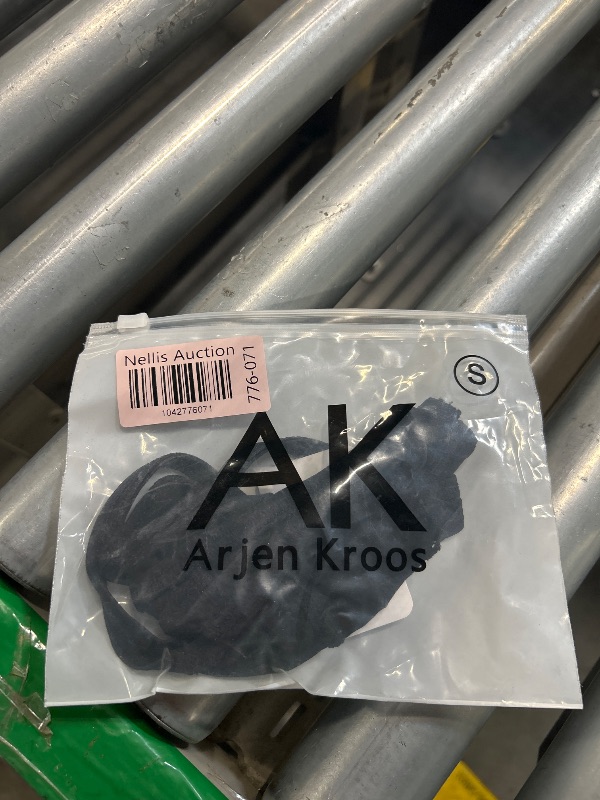 Nellis Auction
776-071
1042776071
S
AK
Arjen Kroos